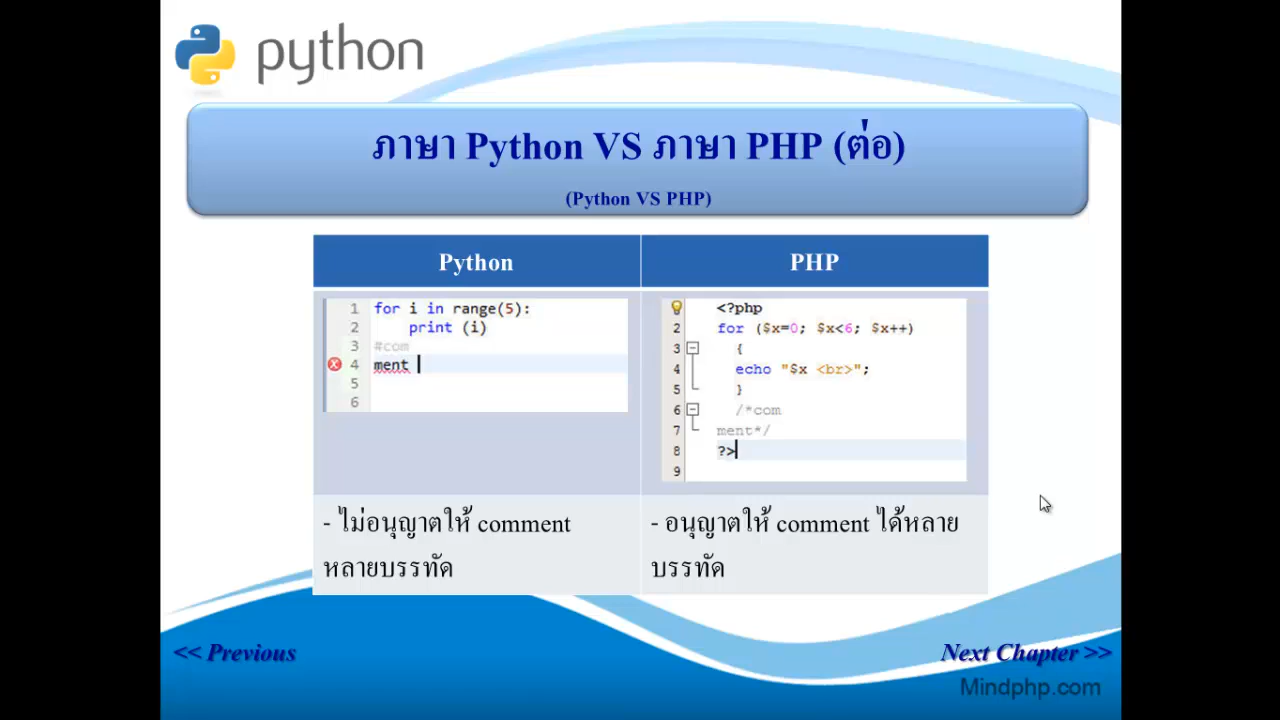 python
ภาษา Python VS ภาษา PHP (ต่อ)
(Python VS PHP)
Python
PHP
1 for i in range(5):
2 print (i)
3 #com
4 ment
5
6
<?php
2 for ($x=0; $x<6; $x++)
3 {
4 echo "$x <br>";
5 }
6 /*com
7 ment*/
8 ?>
9
- ไม่อนุญาตให้ comment
หลายบรรทัด
- อนุญาตให้ comment ได้หลาย
บรรทัด
<< Previous
Next Chapter >>
Mindphp.com